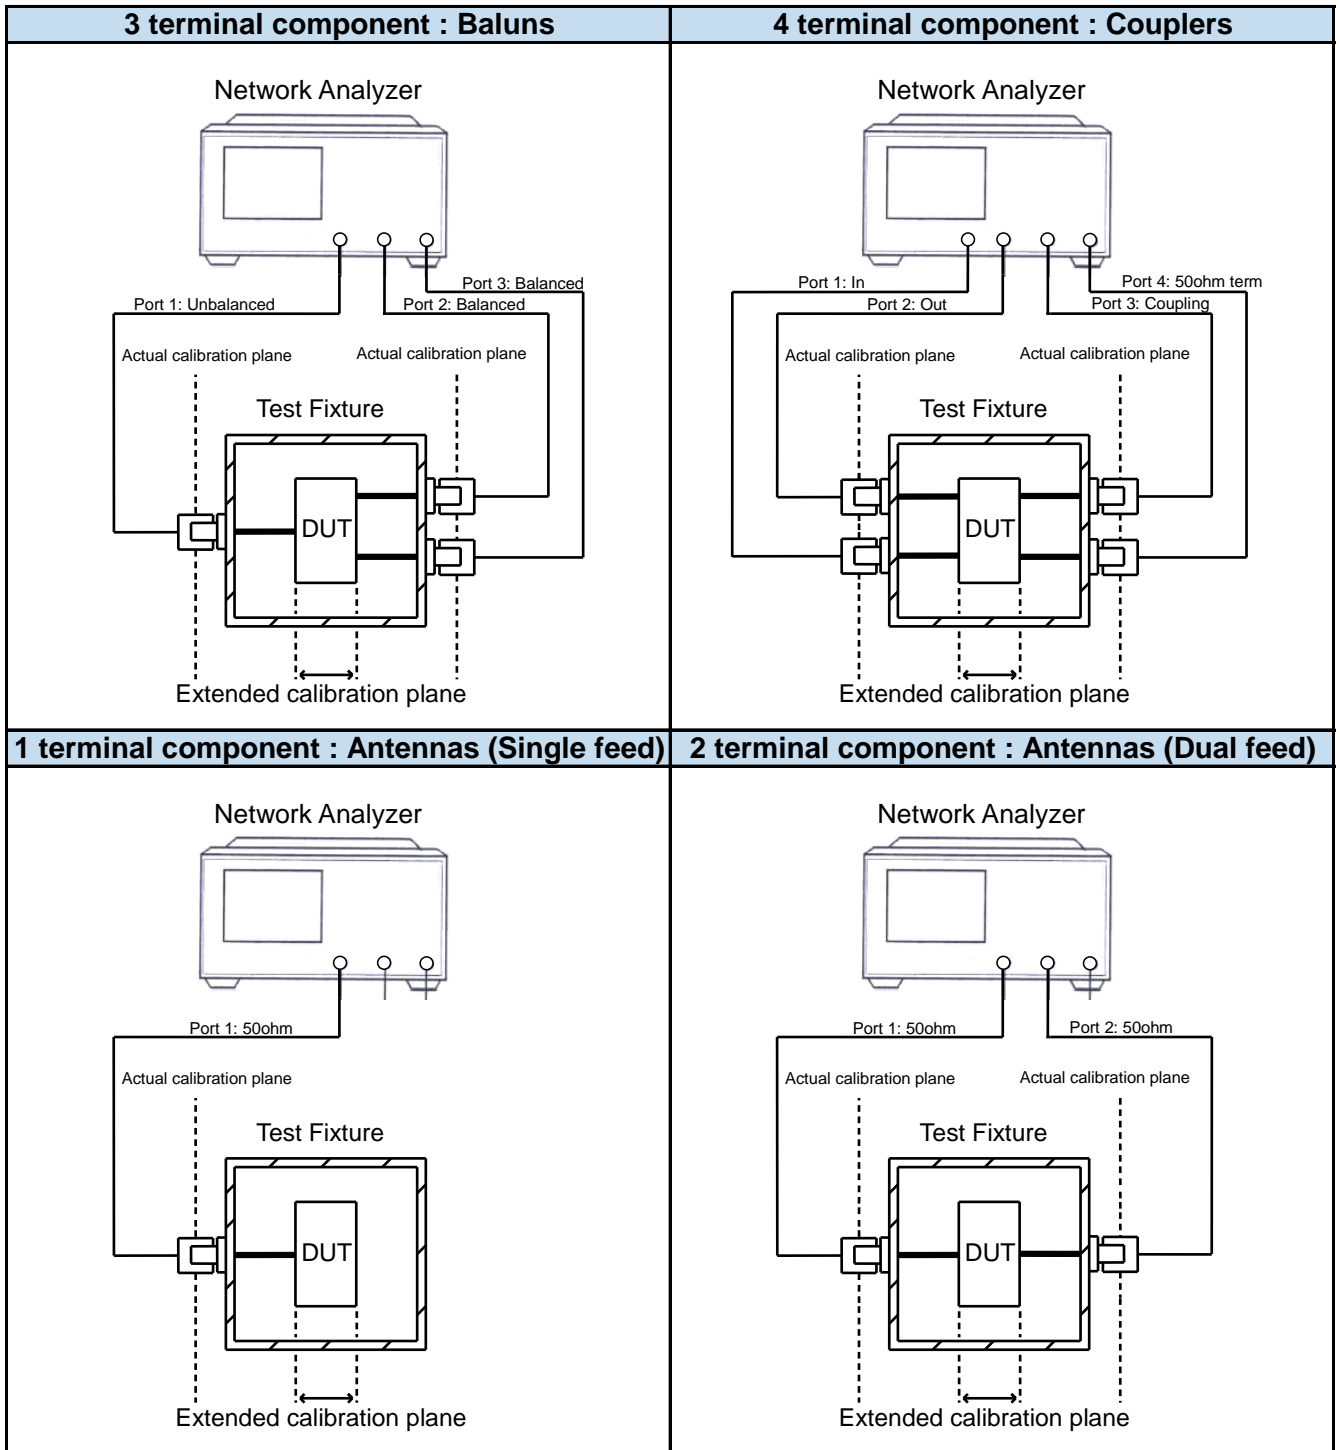 3 terminal component : Baluns
Network Analyzer
Port 3: Balanced
Port 1: Unbalanced
Port 2: Balanced
Actual calibration plane
Actual calibration plane
Test Fixture
DUT
Extended calibration plane
4 terminal component : Couplers
Network Analyzer
Port 1: In
Port 4: 50ohm term
Port 2: Out
Port 3: Coupling
Actual calibration plane
Actual calibration plane
Test Fixture
DUT
Extended calibration plane
1 terminal component : Antennas (Single feed)
Network Analyzer
Port 1: 50ohm
Actual calibration plane
Test Fixture
DUT
Extended calibration plane
2 terminal component : Antennas (Dual feed)
Network Analyzer
Port 1: 50ohm
Port 2: 50ohm
Actual calibration plane
Actual calibration plane
Test Fixture
DUT
Extended calibration plane